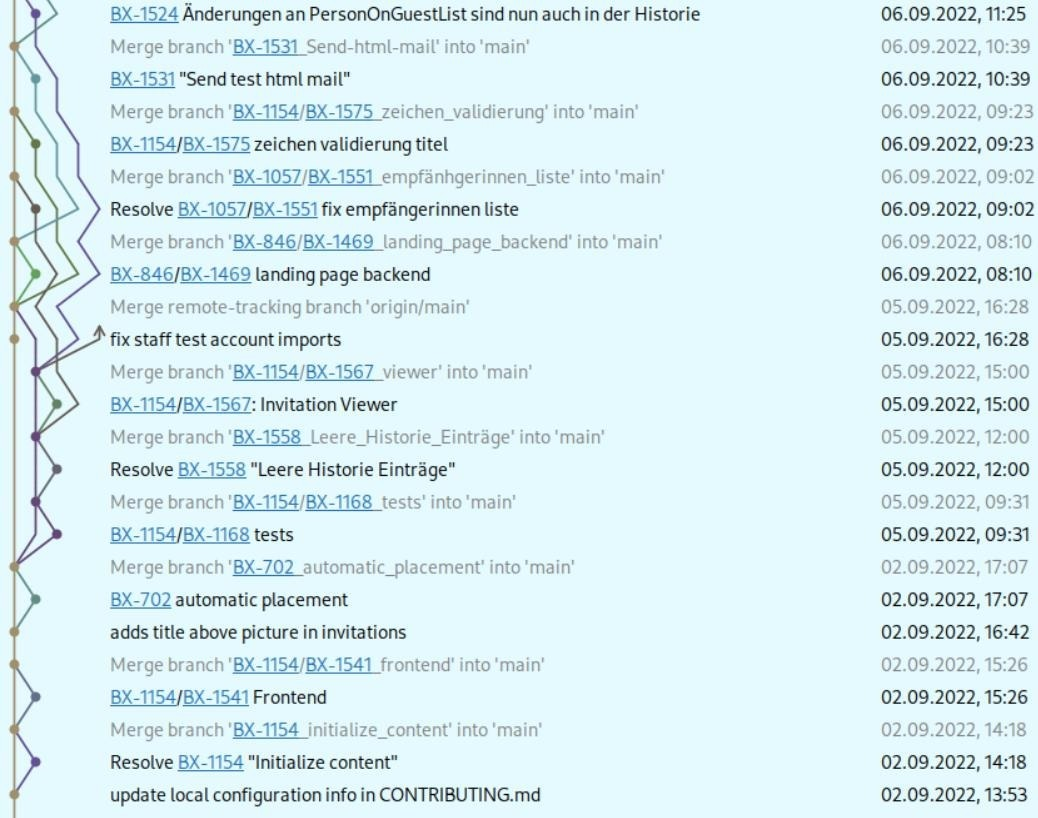 BX-1524 Änderungen an PersonOnGuestList sind nun auch in der Historie 06.09.2022, 11:25
Merge branch 'BX-1531_Send-html-mail' into 'main' 06.09.2022, 10:39
BX-1531 "Send test html mail" 06.09.2022, 10:39
Merge branch 'BX-1154/BX-1575_zeichen_validierung' into 'main' 06.09.2022, 09:23
BX-1154/BX-1575 zeichen validierung titel 06.09.2022, 09:23
Merge branch 'BX-1057/BX-1551_empfänhgerinnen_liste' into 'main' 06.09.2022, 09:02
Resolve BX-1057/BX-1551 fix empfängerinnen liste 06.09.2022, 09:02
Merge branch 'BX-846/BX-1469_landing_page_backend' into 'main' 06.09.2022, 08:10
BX-846/BX-1469 landing page backend 06.09.2022, 08:10
Merge remote-tracking branch 'origin/main' 05.09.2022, 16:28
fix staff test account imports 05.09.2022, 16:28
Merge branch 'BX-1154/BX-1567_viewer' into 'main' 05.09.2022, 15:00
BX-1154/BX-1567: Invitation Viewer 05.09.2022, 15:00
Merge branch 'BX-1558_Leere_Historie_Einträge' into 'main' 05.09.2022, 12:00
Resolve BX-1558 "Leere Historie Einträge" 05.09.2022, 12:00
Merge branch 'BX-1154/BX-1168_tests' into 'main' 05.09.2022, 09:31
BX-1154/BX-1168 tests 05.09.2022, 09:31
Merge branch 'BX-702_automatic_placement' into 'main' 02.09.2022, 17:07
BX-702 automatic placement 02.09.2022, 17:07
adds title above picture in invitations 02.09.2022, 16:42
Merge branch 'BX-1154/BX-1541_frontend' into 'main' 02.09.2022, 15:26
BX-1154/BX-1541 Frontend 02.09.2022, 15:26
Merge branch 'BX-1154_initialize_content' into 'main' 02.09.2022, 14:18
Resolve BX-1154 "Initialize content" 02.09.2022, 14:18
update local configuration info in CONTRIBUTING.md 02.09.2022, 13:53